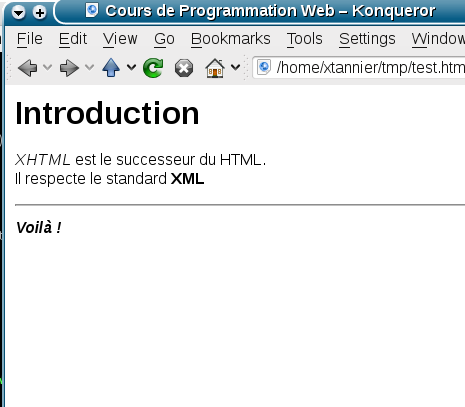 Cours de Programmation Web – Konqueror
File Edit View Go Bookmarks Tools Settings Window
/home/xtannier/tmp/test.htm
Introduction
XHTML est le successeur du HTML.
Il respecte le standard XML
Voilà !